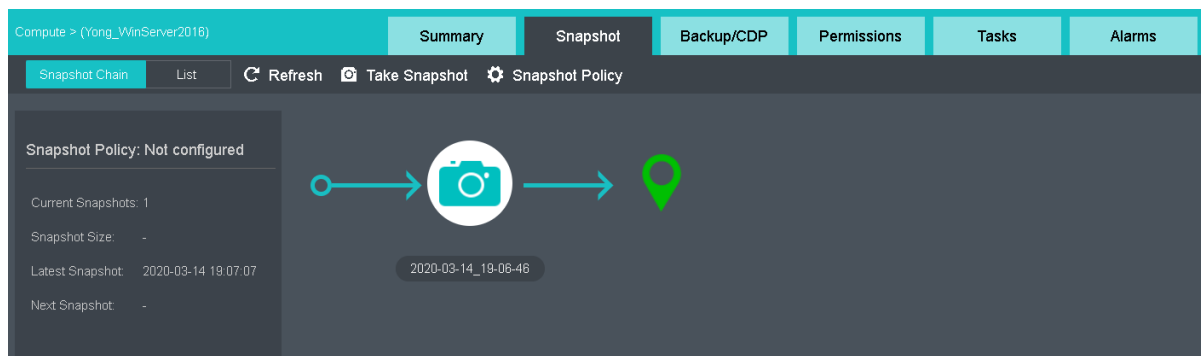 Compute > (Yong_WinServer2016)
Summary
Snapshot
Backup/CDP
Permissions
Tasks
Alarms
Snapshot Chain
List
Refresh
Take Snapshot
Snapshot Policy
Snapshot Policy: Not configured
Current Snapshots: 1
Snapshot Size: -
Latest Snapshot: 2020-03-14 19:07:07
Next Snapshot: -
2020-03-14_19-06-46